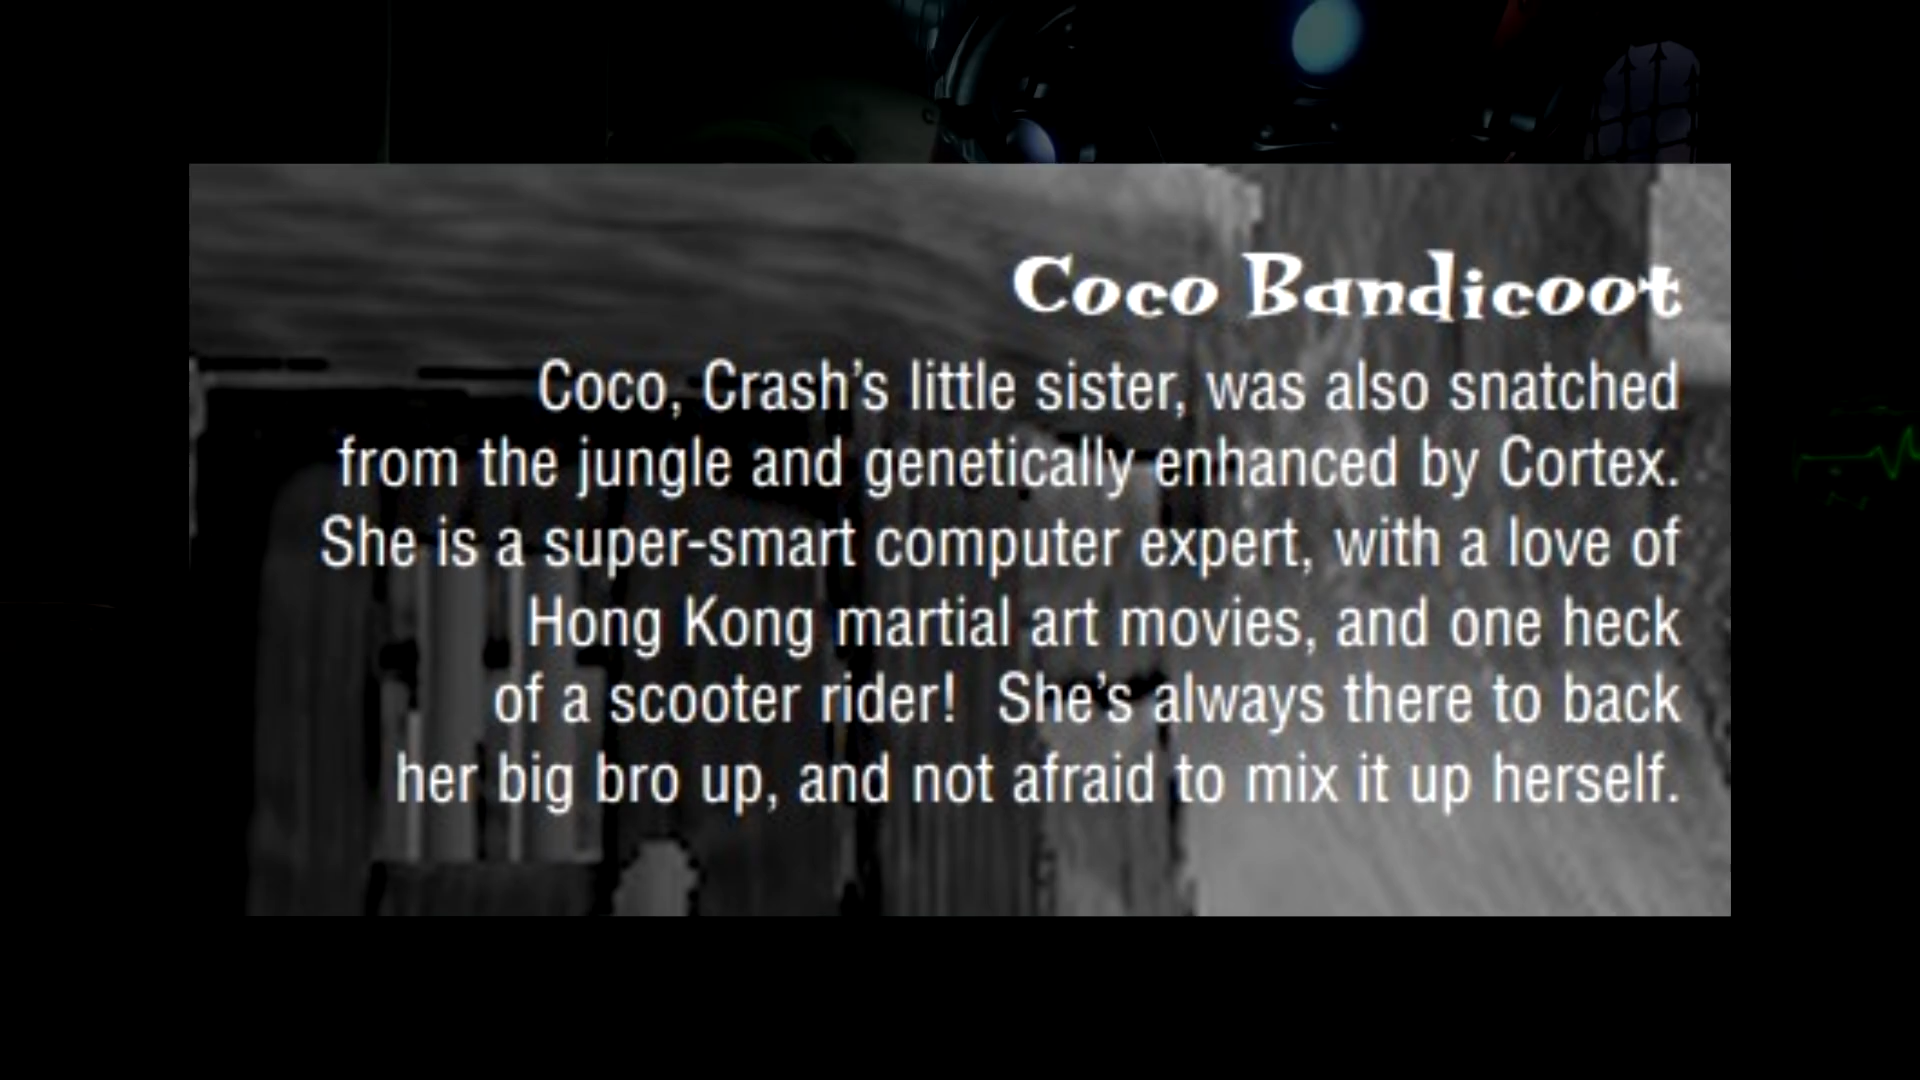 Coco Bandicoot
Coco, Crash's little sister, was also snatched
from the jungle and genetically enhanced by Cortex.
She is a super-smart computer expert, with a love of
Hong Kong martial art movies, and one heck
of a scooter rider!  She's always there to back
her big bro up, and not afraid to mix it up herself.